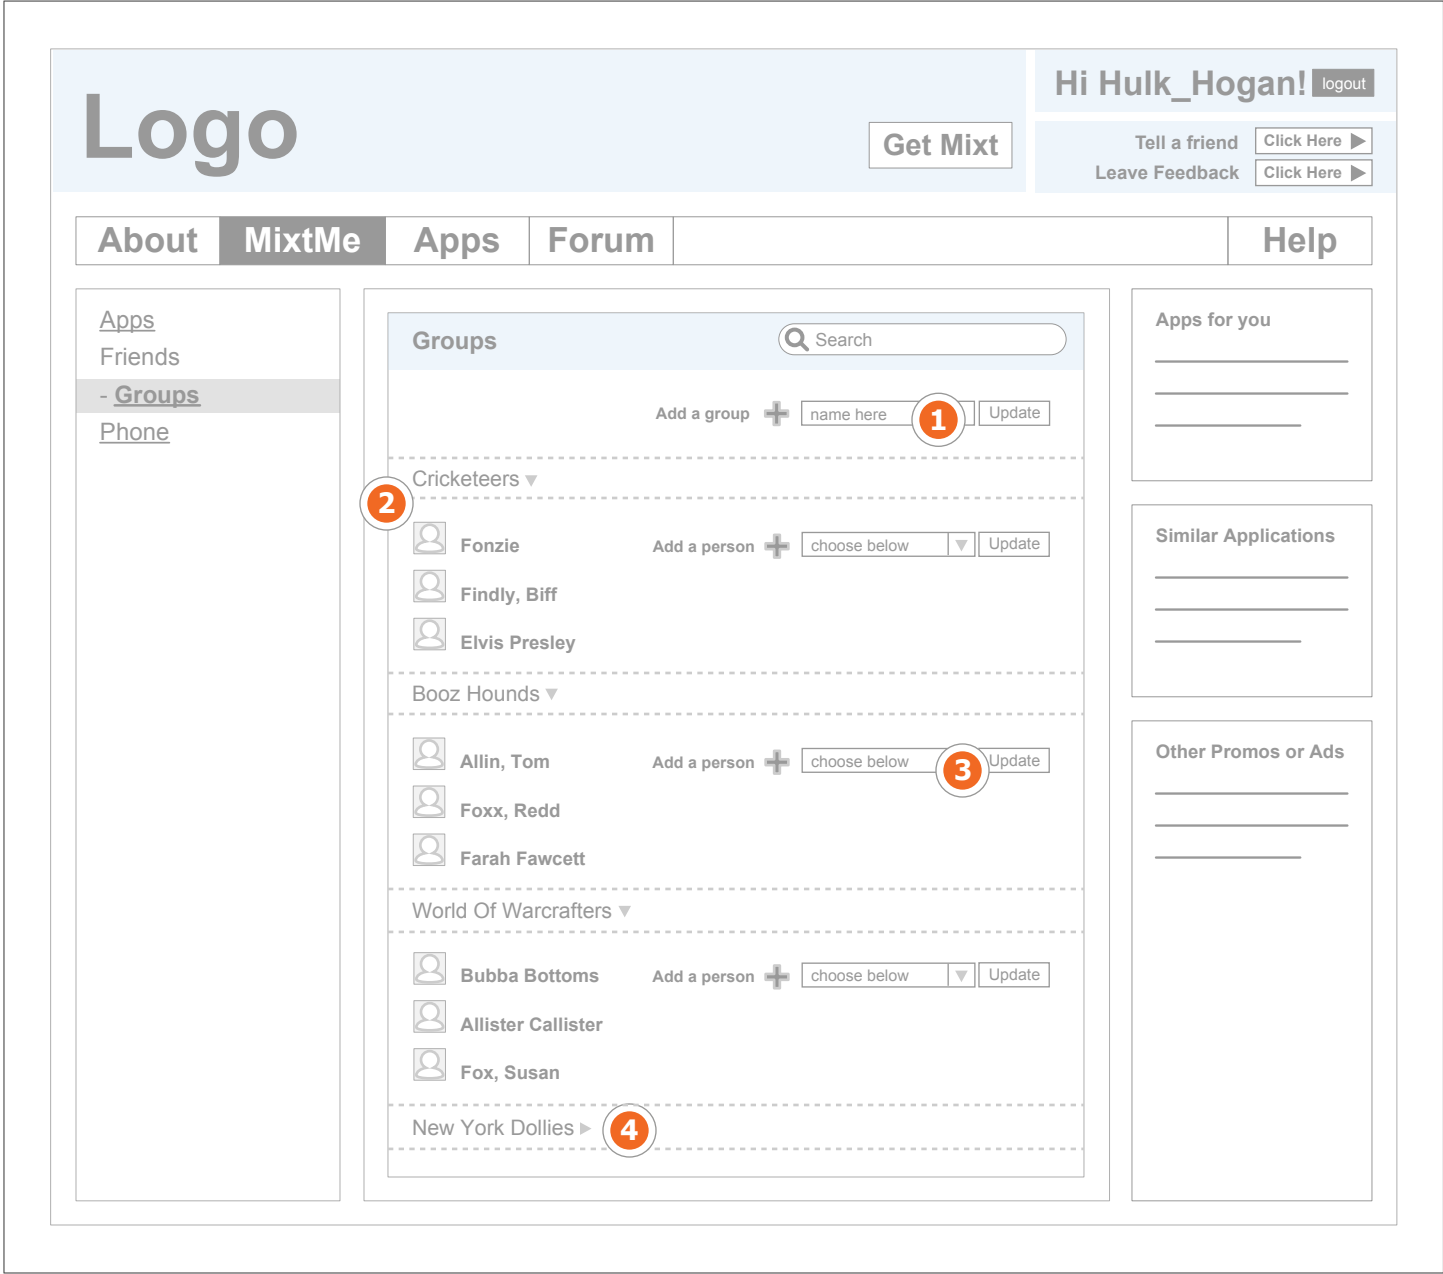 Logo
Get Mixt
Hi Hulk_Hogan! logout
Tell a friend Click Here
Leave Feedback Click Here
About MixtMe Apps Forum Help
Apps
Friends
- Groups
Phone
Groups Search
Add a group name here 1 Update
Cricketeers
2
Fonzie Add a person choose below Update
Findly, Biff
Elvis Presley
Booz Hounds
Allin, Tom Add a person choose below 3 Update
Foxx, Redd
Farah Fawcett
World Of Warcrafters
Bubba Bottoms Add a person choose below Update
Allister Callister
Fox, Susan
New York Dollies 4
Apps for you
Similar Applications
Other Promos or Ads